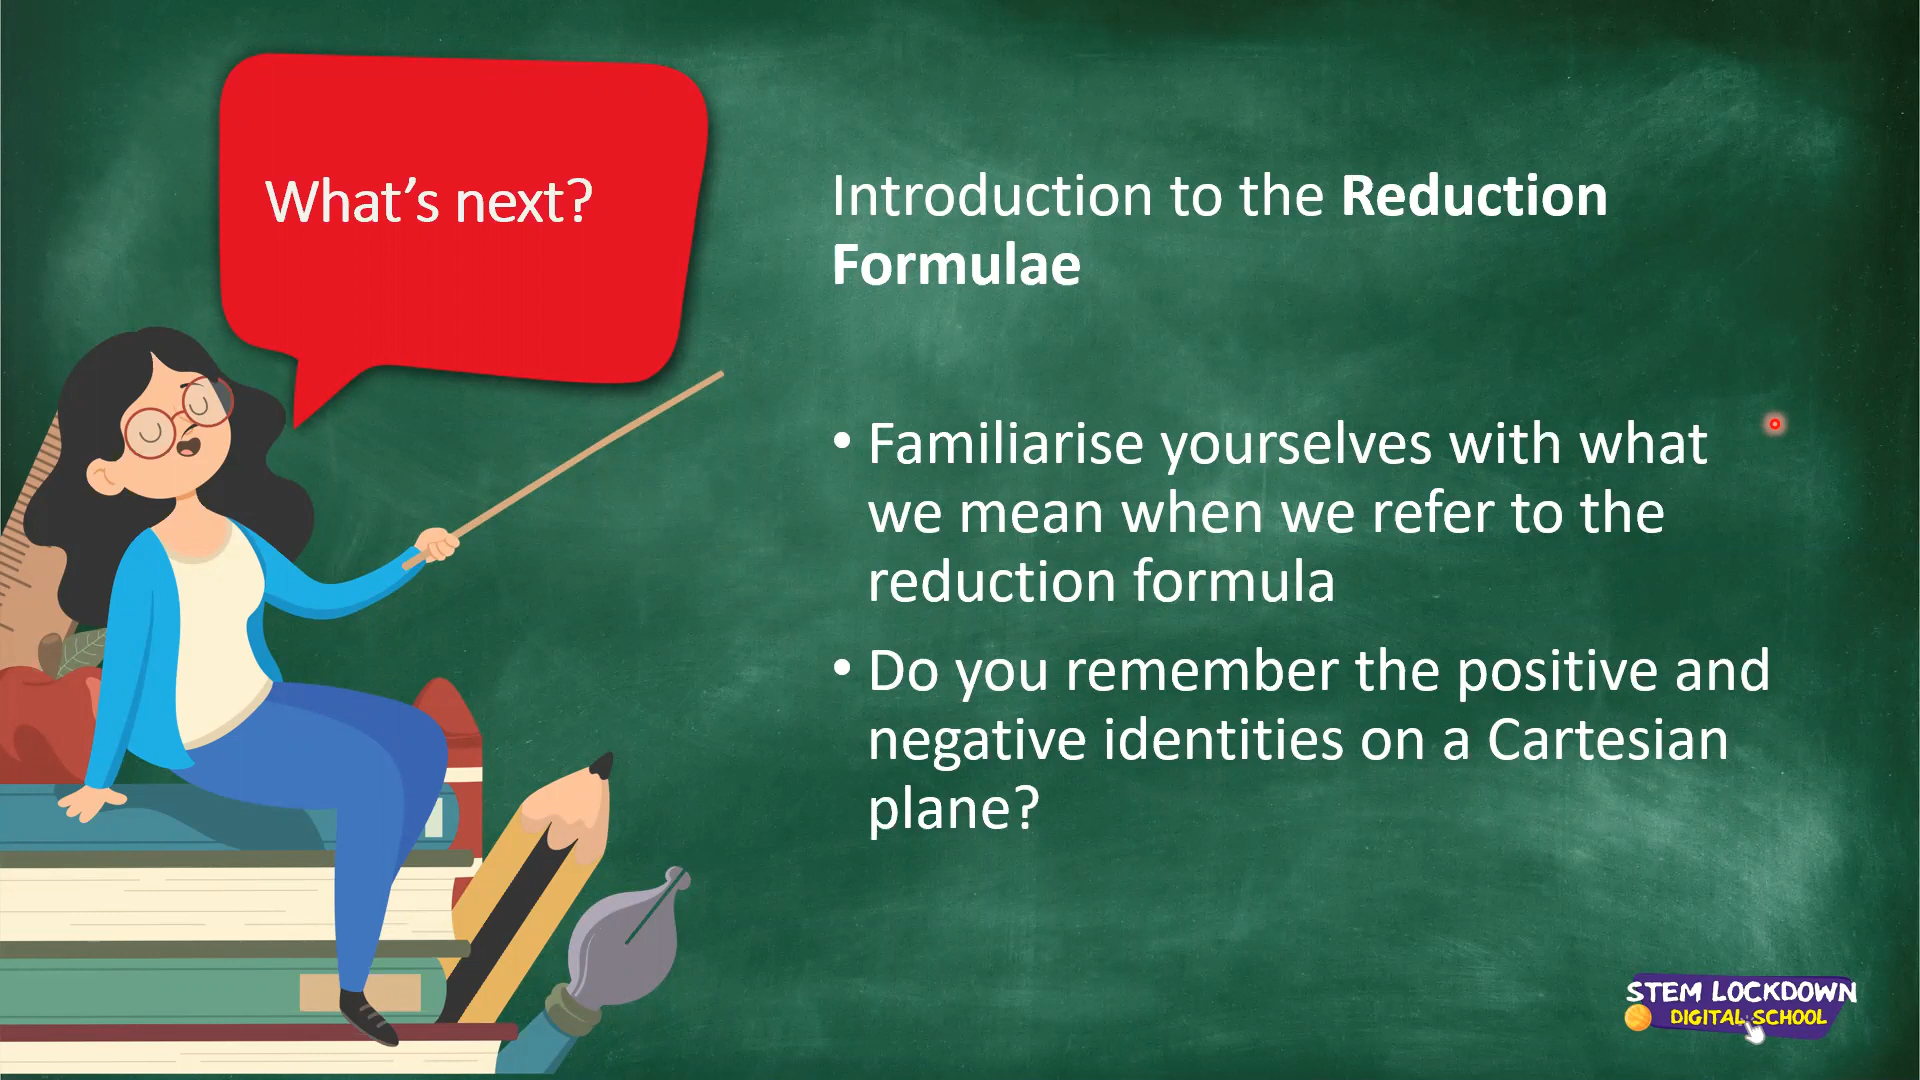 What’s next?
Introduction to the Reduction
Formulae
• Familiarise yourselves with what
we mean when we refer to the
reduction formula
• Do you remember the positive and
negative identities on a Cartesian
plane?
STEM LOCKDOWN
DIGITAL SCHOOL